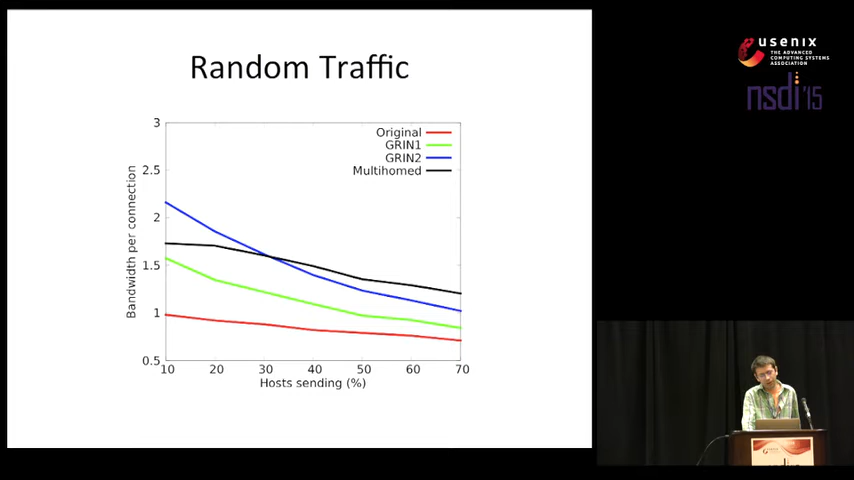 Random Traffic
3
2.5
2
1.5
1
0.5
Bandwidth per connection
Original
GRIN1
GRIN2
Multihomed
10 20 30 40 50 60 70
Hosts sending (%)
usenix
THE ADVANCED
COMPUTING SYSTEMS
ASSOCIATION
nsdi '15